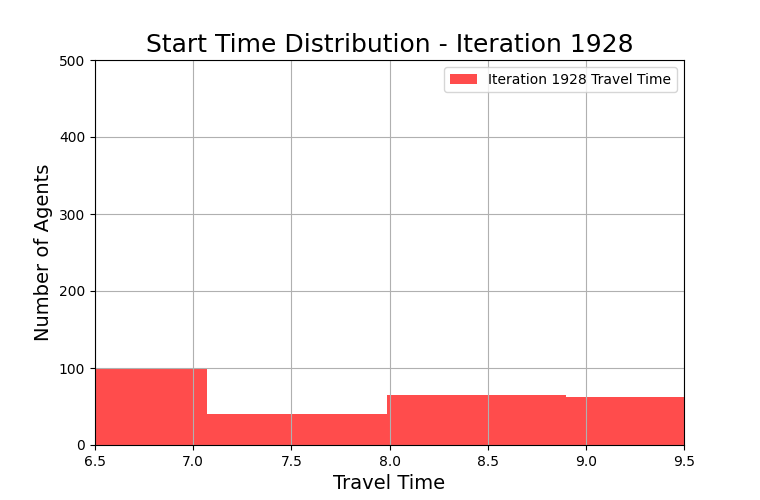 Start Time Distribution - Iteration 1928
Iteration 1928 Travel Time
Number of Agents
500
400
300
200
100
0
6.5 7.0 7.5 8.0 8.5 9.0 9.5
Travel Time